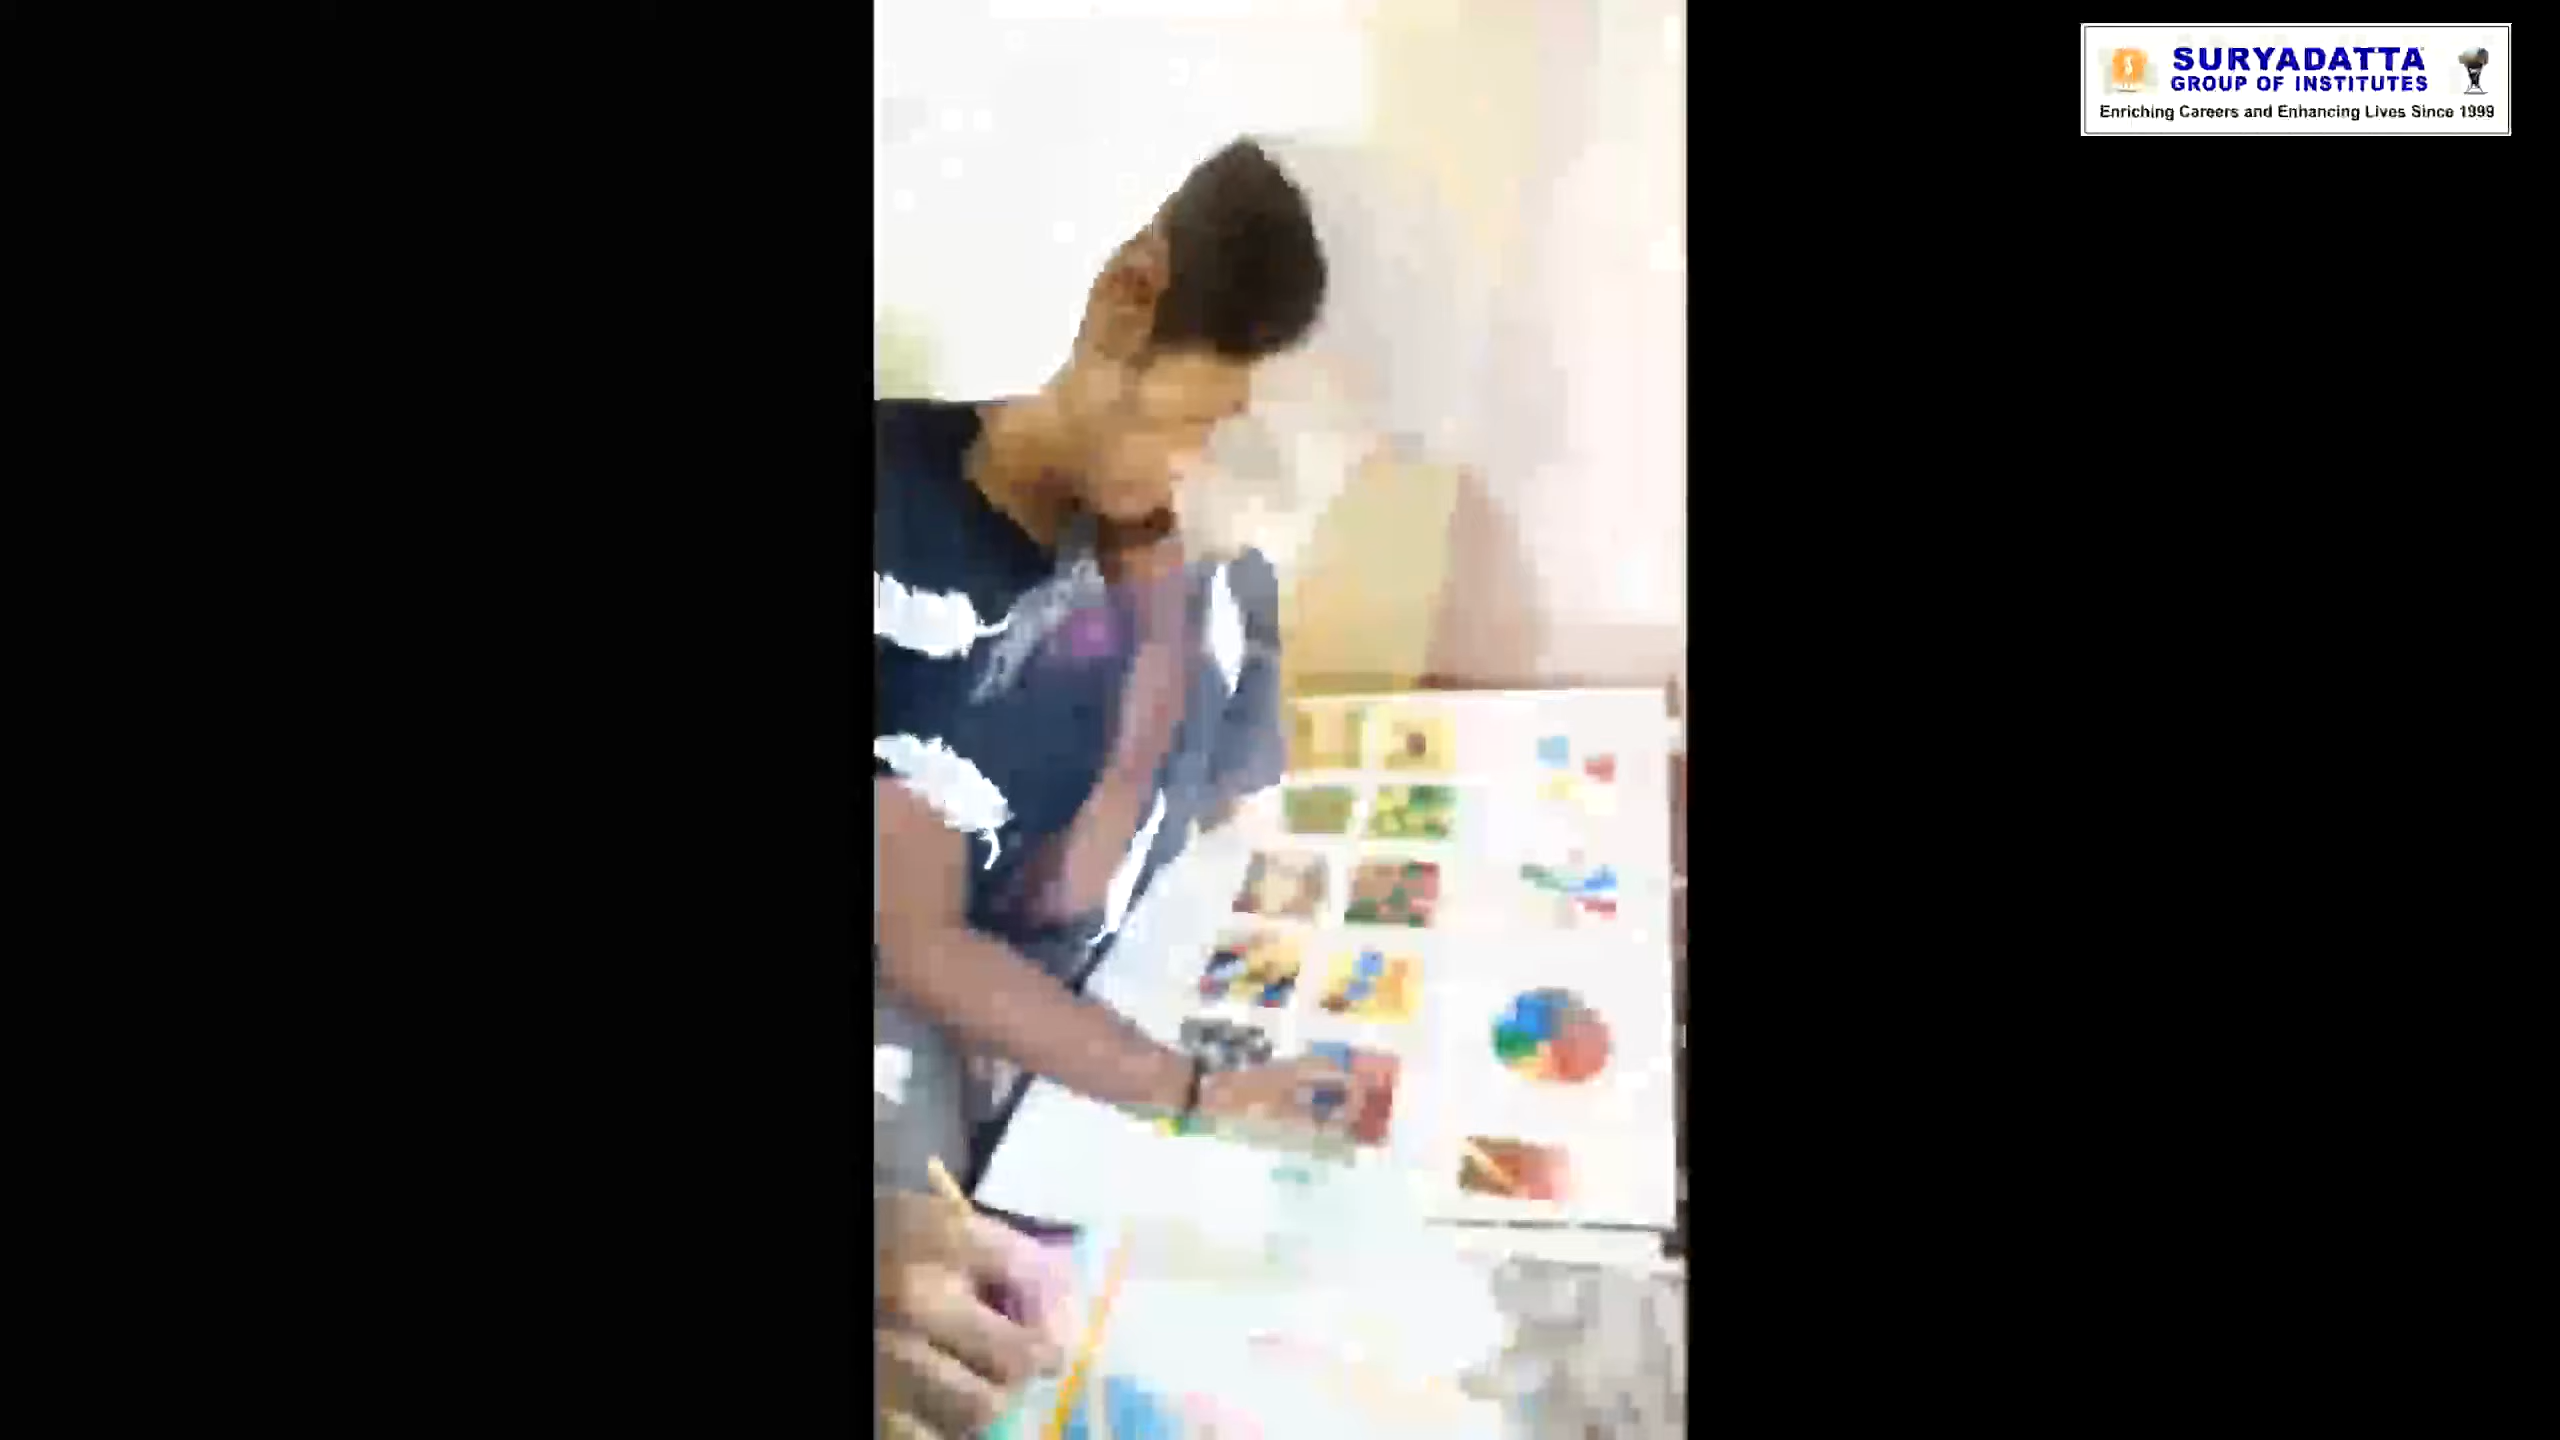 SURYADATTA
GROUP OF INSTITUTES
Enriching Careers and Enhancing Lives Since 1999